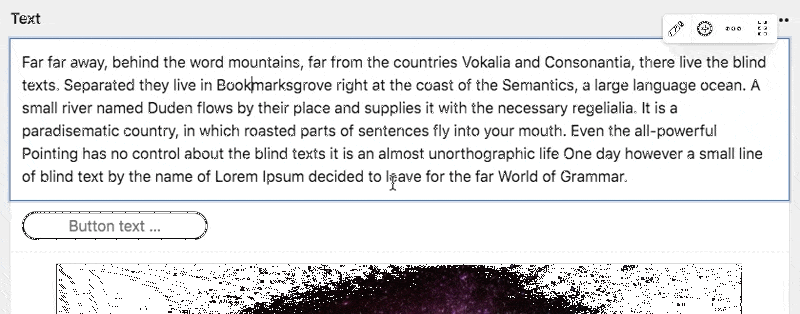 Text
Far far away, behind the word mountains, far from the countries Vokalia and Consonantia, there live the blind
texts. Separated they live in Bookmarksgrove right at the coast of the Semantics, a large language ocean. A
small river named Duden flows by their place and supplies it with the necessary regelialia. It is a
paradisematic country, in which roasted parts of sentences fly into your mouth. Even the all-powerful
Pointing has no control about the blind texts it is an almost unorthographic life One day however a small line
of blind text by the name of Lorem Ipsum decided to leave for the far World of Grammar.
Button text ...